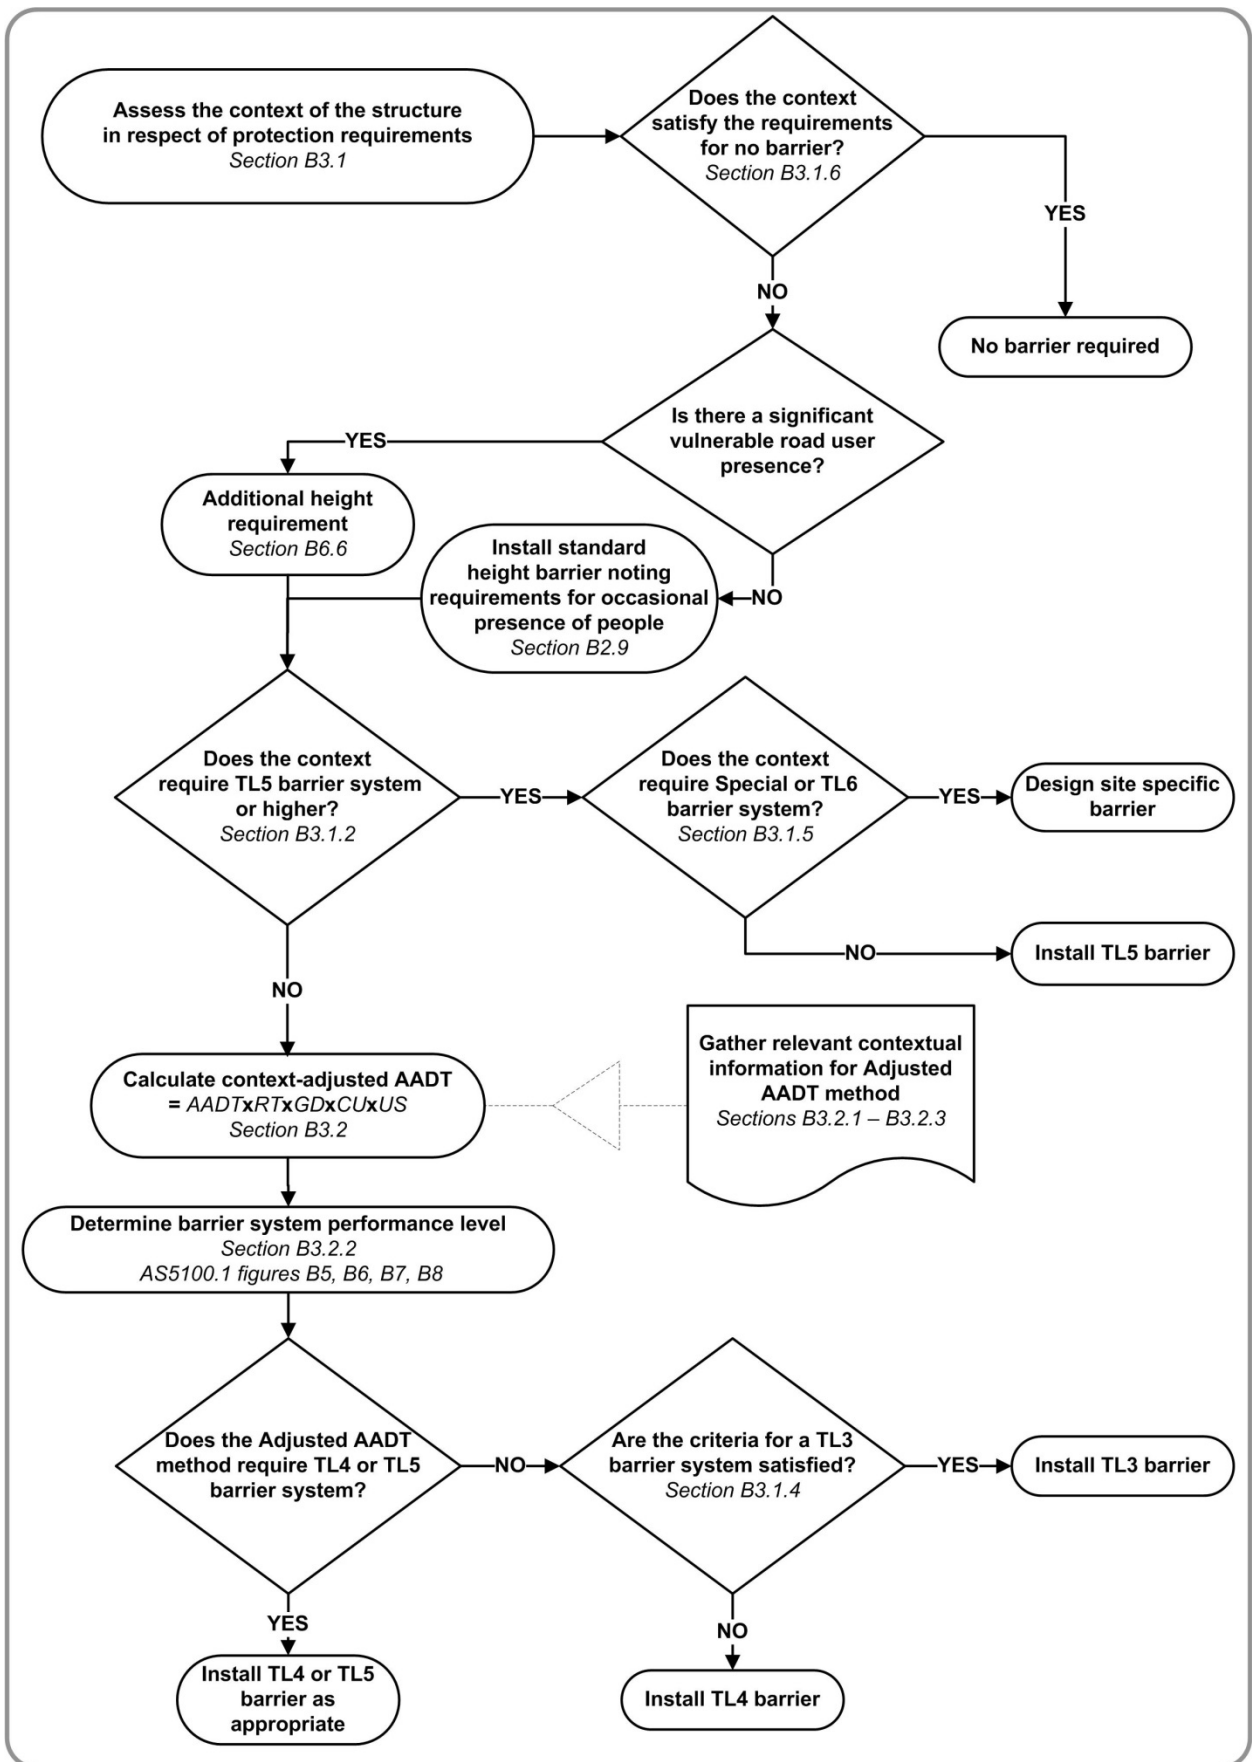 Assess the context of the structure
in respect of protection requirements
Section B3.1
Does the context
satisfy the requirements
for no barrier?
Section B3.1.6
YES
No barrier required
NO
Is there a significant
vulnerable road user
presence?
YES
Additional height
requirement
Section B6.6
NO
Install standard
height barrier noting
requirements for occasional
presence of people
Section B2.9
Does the context
require TL5 barrier system
or higher?
Section B3.1.2
YES
Does the context
require Special or TL6
barrier system?
Section B3.1.5
YES
Design site specific
barrier
NO
Install TL5 barrier
NO
Calculate context-adjusted AADT
= AADTxRTxGDxCUxUS
Section B3.2
Gather relevant contextual
information for Adjusted
AADT method
Sections B3.2.1 – B3.2.3
Determine barrier system performance level
Section B3.2.2
AS5100.1 figures B5, B6, B7, B8
Does the Adjusted AADT
method require TL4 or TL5
barrier system?
NO
Are the criteria for a TL3
barrier system satisfied?
Section B3.1.4
YES
Install TL3 barrier
YES
Install TL4 or TL5
barrier as
appropriate
NO
Install TL4 barrier